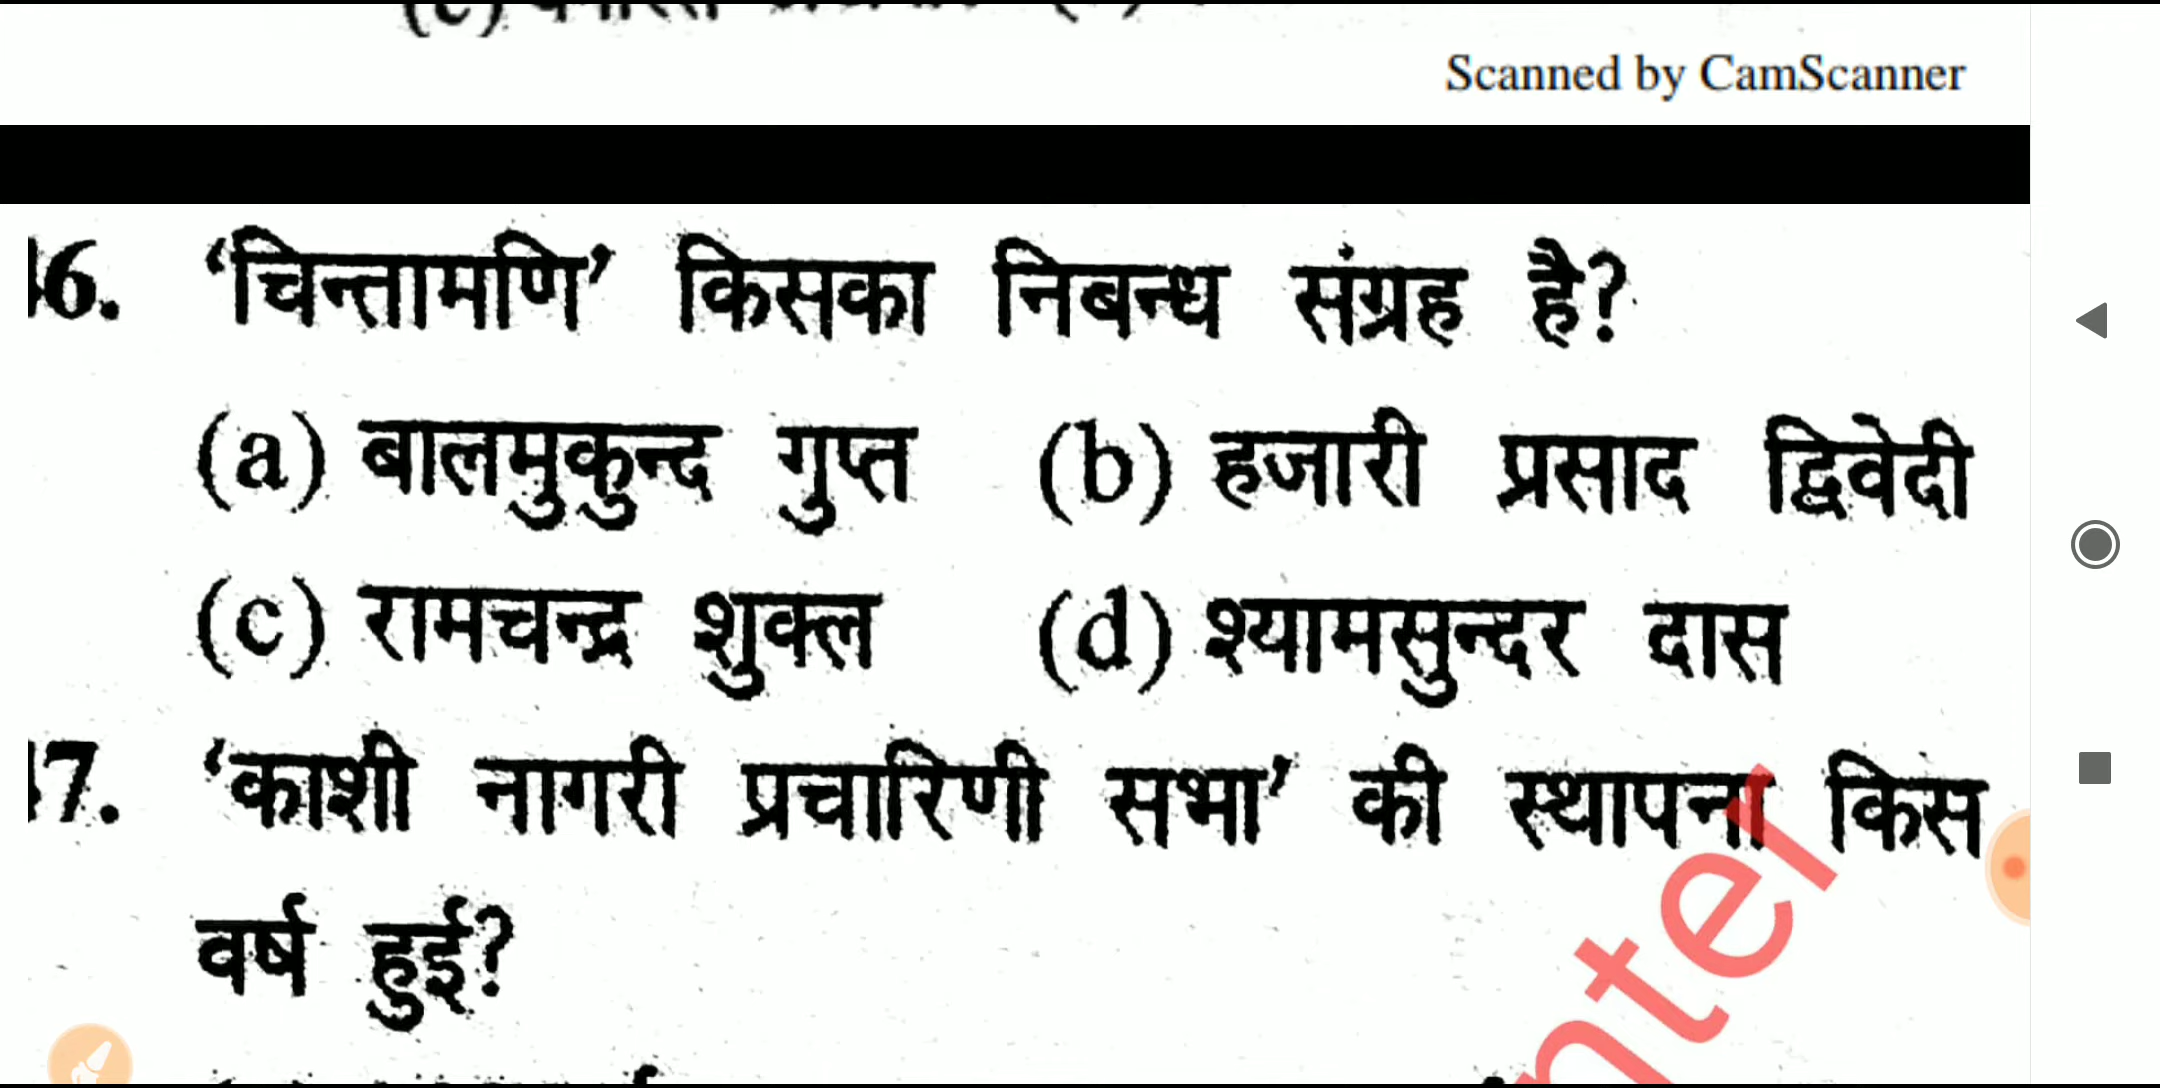 Scanned by CamScanner
6. ‘चिन्तामणि’ किसका निबन्ध संग्रह है?
(a) बालमुकुन्द गुप्त (b) हजारी प्रसाद द्विवेदी
(c) रामचन्द्र शुक्ल (d) श्यामसुन्दर दास
7. ‘काशी नागरी प्रचारिणी सभा’ की स्थापना किस
वर्ष हुई?
nter